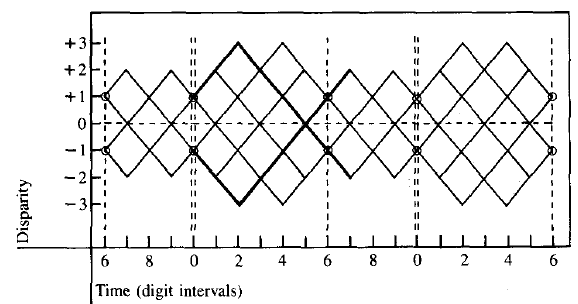 +3
+2
+1
0
−1
−2
−3
Disparity
6 8 0 2 4 6 8 0 2 4 6
Time (digit intervals)